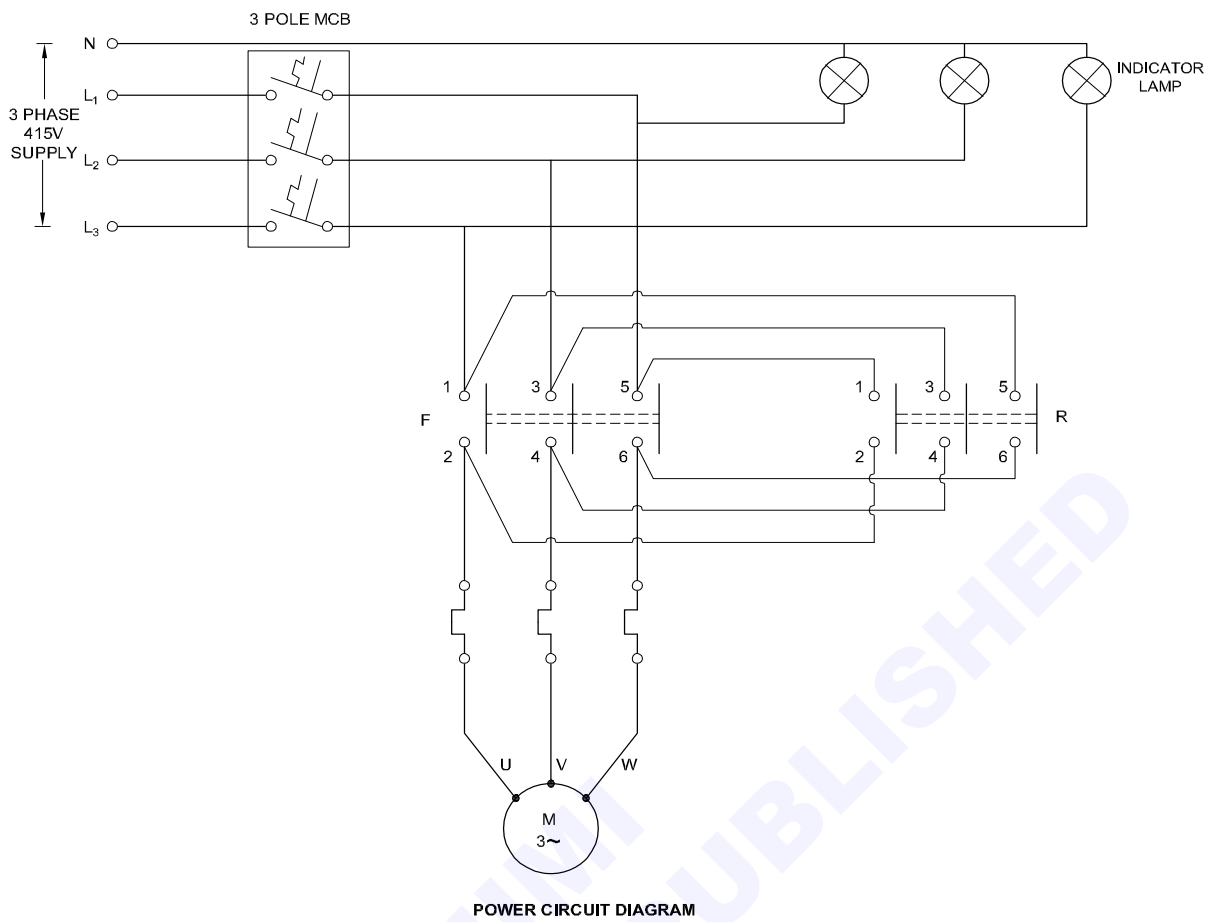 3 POLE MCB
N
L₁
3 PHASE
415V
SUPPLY
L₂
L₃
INDICATOR
LAMP
1 3 5
1 3 5
F
R
2 4 6
2 4 6
U V W
M
3~
POWER CIRCUIT DIAGRAM
UBLISHED